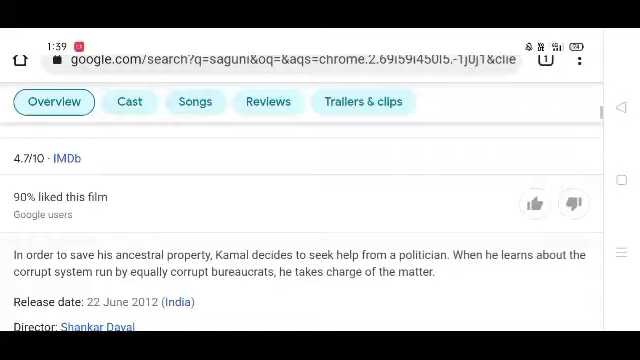 1:39
google.com/search?q=saguni&oq=&aqs=chrome.2.69i59i450l5.-1j0j1&clie
1
Overview Cast Songs Reviews Trailers & clips
4.7/10 · IMDb
90% liked this film
Google users
In order to save his ancestral property, Kamal decides to seek help from a politician. When he learns about the
corrupt system run by equally corrupt bureaucrats, he takes charge of the matter.
Release date: 22 June 2012 (India)
Director: Shankar Dayal